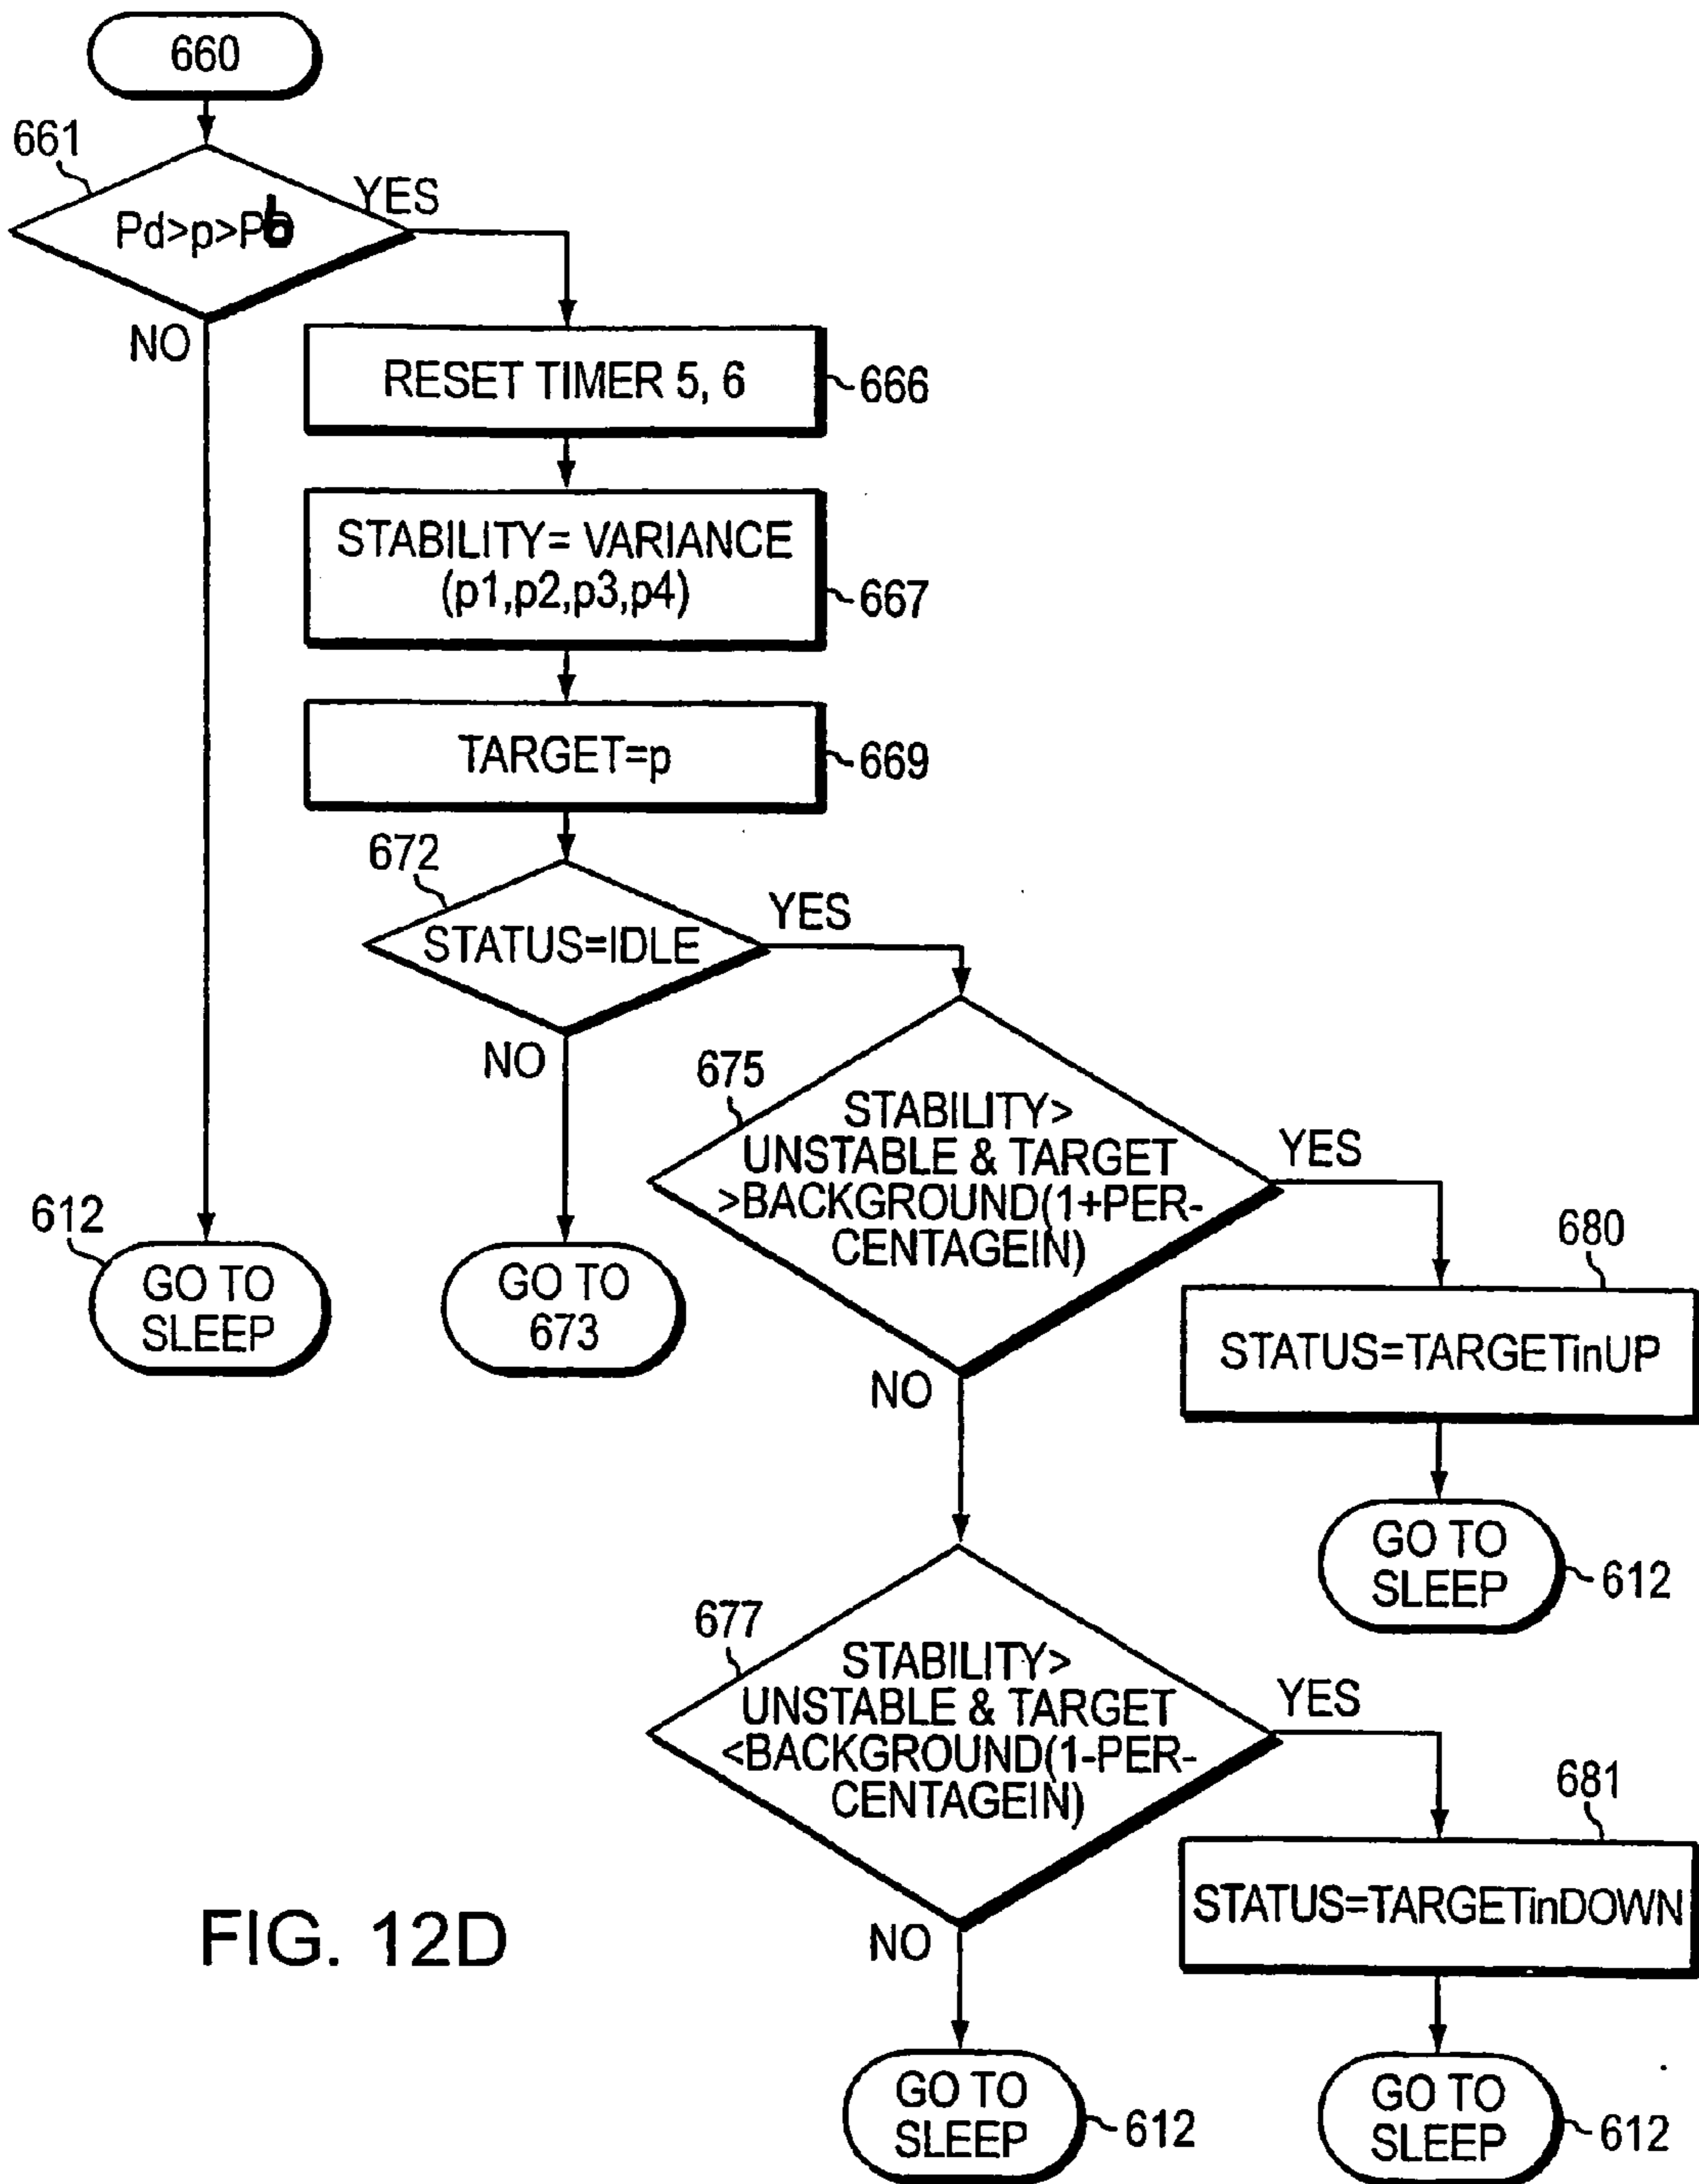 660
661
YES
Pd>p>Pb
NO
RESET TIMER 5, 6
666
STABILITY= VARIANCE
(p1,p2,p3,p4)
667
TARGET=p
669
672
YES
STATUS=IDLE
NO
675
STABILITY>
UNSTABLE & TARGET
>BACKGROUND(1+PER-
CENTAGEIN)
YES
612
GO TO
SLEEP
GO TO
673
680
STATUS=TARGETinUP
NO
GO TO
SLEEP
612
677
STABILITY>
UNSTABLE & TARGET
<BACKGROUND(1-PER-
CENTAGEIN)
YES
681
STATUS=TARGETinDOWN
NO
FIG. 12D
GO TO
SLEEP
612
GO TO
SLEEP
612